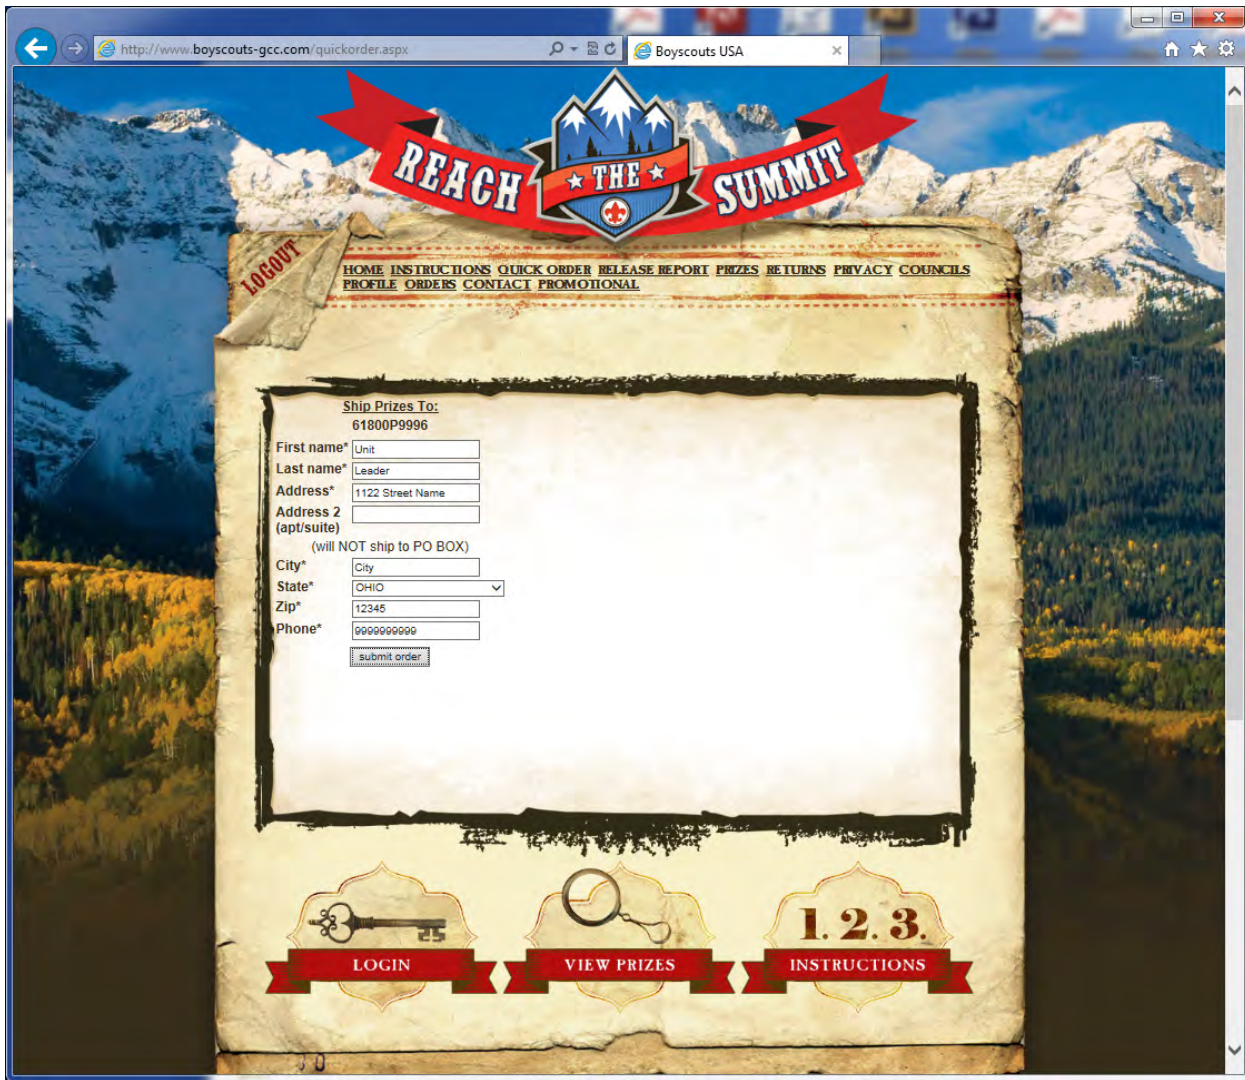 http://www.boyscouts-gcc.com/quickorder.aspx
Boyscouts USA
REACH THE SUMMIT
LOGOUT
HOME INSTRUCTIONS QUICK ORDER RELEASE REPORT PRIZES RETURNS PRIVACY COUNCILS
PROFILE ORDERS CONTACT PROMOTIONAL
Ship Prizes To:
61800P9996
First name* Unit
Last name* Leader
Address* 1122 Street Name
Address 2
(apt/suite)
(will NOT ship to PO BOX)
City* City
State* OHIO
Zip* 12345
Phone* 9999999999
submit order
1. 2. 3.
LOGIN VIEW PRIZES INSTRUCTIONS